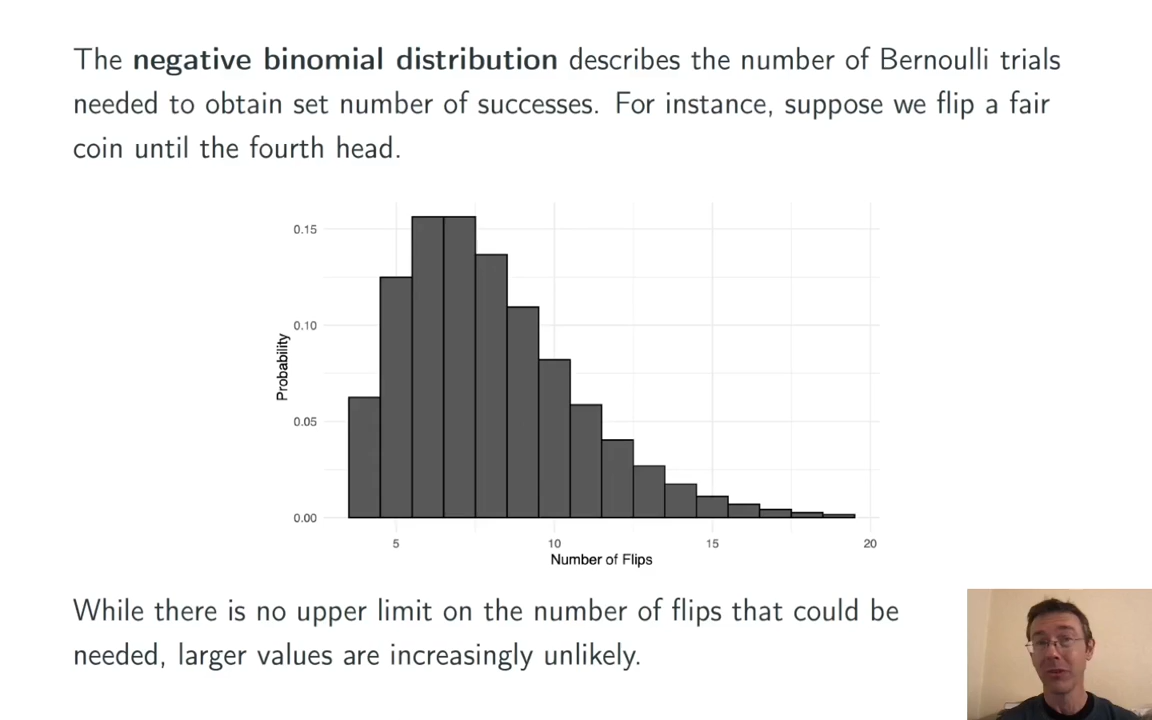 The negative binomial distribution describes the number of Bernoulli trials
needed to obtain set number of successes. For instance, suppose we flip a fair
coin until the fourth head.
0.15
0.10
0.05
0.00
Probability
5 10 15 20
Number of Flips
While there is no upper limit on the number of flips that could be
needed, larger values are increasingly unlikely.